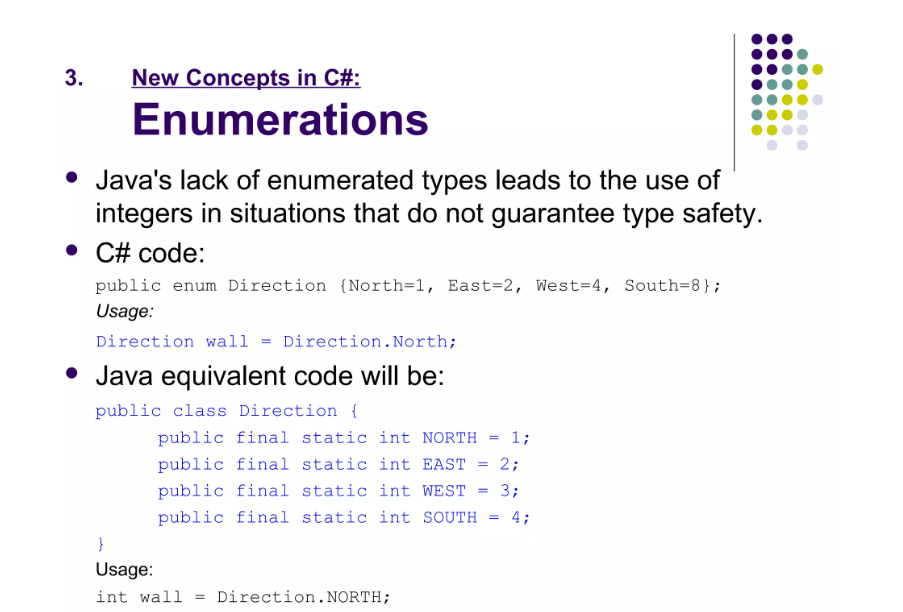 3. New Concepts in C#:
Enumerations
• Java's lack of enumerated types leads to the use of
integers in situations that do not guarantee type safety.
• C# code:
public enum Direction {North=1, East=2, West=4, South=8};
Usage:
Direction wall = Direction.North;
• Java equivalent code will be:
public class Direction {
public final static int NORTH = 1;
public final static int EAST = 2;
public final static int WEST = 3;
public final static int SOUTH = 4;
}
Usage:
int wall = Direction.NORTH;